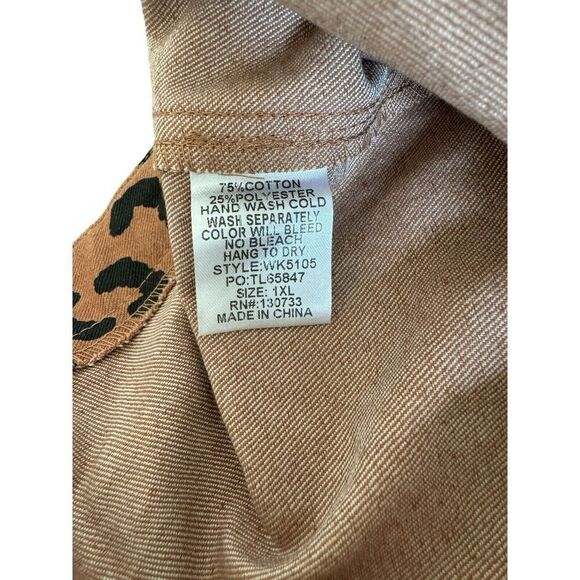 75%COTTON
25%POLYESTER
HAND WASH COLD
WASH SEPARATELY
COLOR WILL BLEED
NO BLEACH
HANG TO DRY
STYLE:WK5105
PO:TL65847
SIZE: 1XL
RN#:130733
MADE IN CHINA